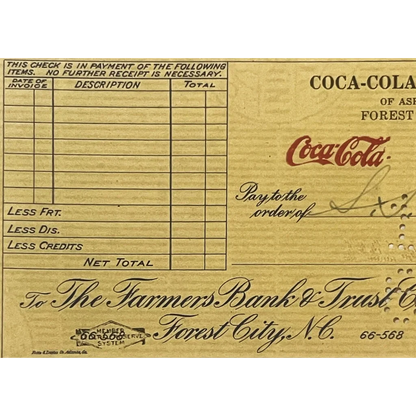 THIS CHECK IS IN PAYMENT OF THE FOLLOWING
ITEMS. NO FURTHER RECEIPT IS NECESSARY.
DATE OF INVOICE DESCRIPTION TOTAL
LESS FRT.
LESS DIS.
LESS CREDITS
NET TOTAL
COCA-COLA
OF ASH
FOREST
Coca-Cola
Pay to the
order of
To The Farmers Bank & Trust C
Forest City, N.C. 66-568
MEMBER
FEDERAL RESERVE
SYSTEM